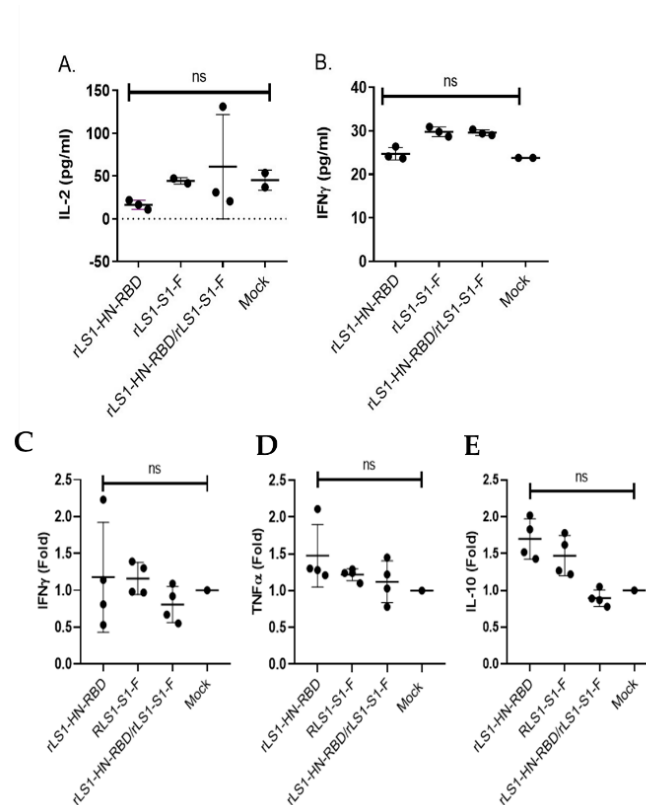 A.
ns
IL-2 (pg/ml)
150
100
50
0
-50
rLS1-HN-RBD
rLS1-S1-F
rLS1-HN-RBD/rLS1-S1-F
Mock
B.
ns
IFNγ (pg/ml)
40
30
20
10
0
rLS1-HN-RBD
rLS1-S1-F
rLS1-HN-RBD/rLS1-S1-F
Mock
C
ns
IFNγ (Fold)
2.5
2.0
1.5
1.0
0.5
0.0
rLS1-HN-RBD
RLS1-S1-F
rLS1-HN-RBD/rLS1-S1-F
Mock
D
ns
TNFα (Fold)
2.5
2.0
1.5
1.0
0.5
0.0
rLS1-HN-RBD
RLS1-S1-F
rLS1-HN-RBD/rLS1-S1-F
Mock
E
ns
IL-10 (Fold)
2.5
2.0
1.5
1.0
0.5
0.0
rLS1-HN-RBD
RLS1-S1-F
rLS1-HN-RBD/rLS1-S1-F
Mock